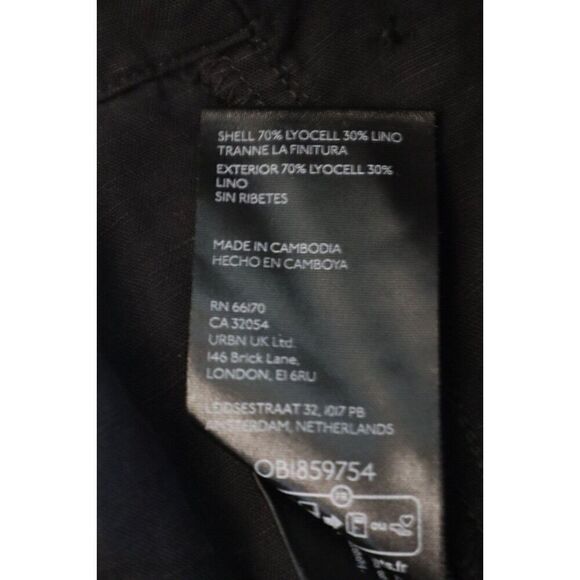 SHELL 70% LYOCELL 30% LINO
TRANNE LA FINITURA
EXTERIOR 70% LYOCELL 30%
LINO
SIN RIBETES
MADE IN CAMBODIA
HECHO EN CAMBOYA
RN 66170
CA 32054
URBN UK Ltd.
146 Brick Lane,
LONDON, E1 6RU
LEIDSESTRAAT 32, 1017 PB
AMSTERDAM, NETHERLANDS
OB1859754
FR
ou